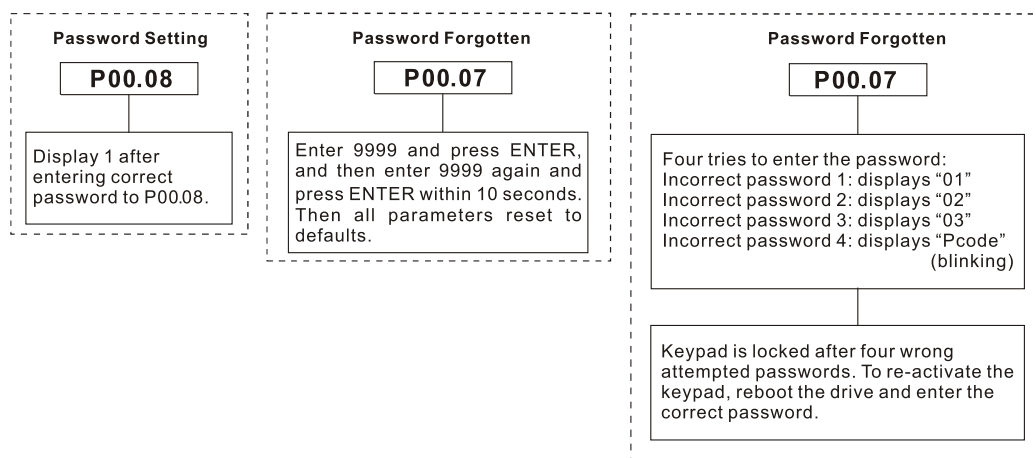 Password Setting
P00.08
Display 1 after
entering correct
password to P00.08.
Password Forgotten
P00.07
Enter 9999 and press ENTER,
and then enter 9999 again and
press ENTER within 10 seconds.
Then all parameters reset to
defaults.
Password Forgotten
P00.07
Four tries to enter the password:
Incorrect password 1: displays “01”
Incorrect password 2: displays “02”
Incorrect password 3: displays “03”
Incorrect password 4: displays “Pcode”
(blinking)
Keypad is locked after four wrong
attempted passwords. To re-activate the
keypad, reboot the drive and enter the
correct password.